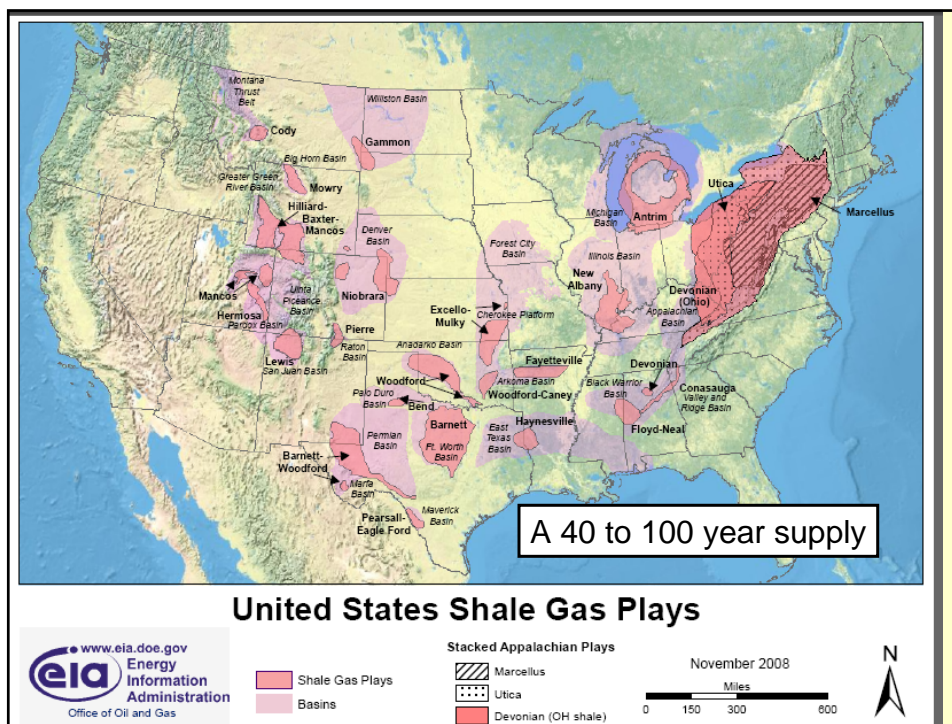 Montana
Thrust
Belt
Cody
Williston Basin
Gammon
Big Horn Basin
Greater Green
River Basin
Mowry
Hilliard-
Baxter-
Mancos
Denver
Basin
Niobrara
Mancos
Uinta
Piceance
Basin
Hermosa
Paradox Basin
Lewis
San Juan Basin
Pierre
Raton
Basin
Forest City
Basin
Excello-
Mulky
Cherokee Platform
Anadarko Basin
Woodford
Palo Duro
Basin
Bend
Fayetteville
Arkoma Basin
Woodford-Caney
Barnett
Ft. Worth
Basin
Permian
Basin
Barnett-
Woodford
Marfa
Basin
Pearsall-
Eagle Ford
Maverick
Basin
East
Texas
Basin
Haynesville
Michigan
Basin
Antrim
Illinois Basin
New
Albany
Utica
Marcellus
Devonian
(Ohio)
Appalachian
Basin
Devonian
Black Warrior
Basin
Conasauga
Valley and
Ridge Basin
Floyd-Neal
A 40 to 100 year supply
United States Shale Gas Plays
www.eia.doe.gov
eia
Energy
Information
Administration
Office of Oil and Gas
Shale Gas Plays
Basins
Stacked Appalachian Plays
Marcellus
Utica
Devonian (OH shale)
November 2008
Miles
0 150 300 600
N